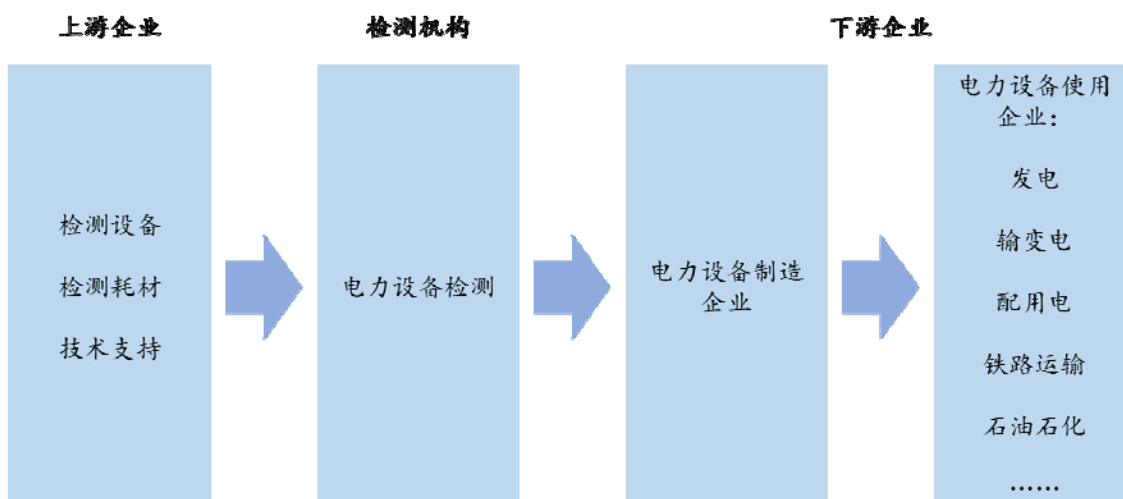 上游企业
检测机构
下游企业
检测设备
检测耗材
技术支持
电力设备检测
电力设备制造
企业
电力设备使用
企业：
发电
输变电
配用电
铁路运输
石油石化
……